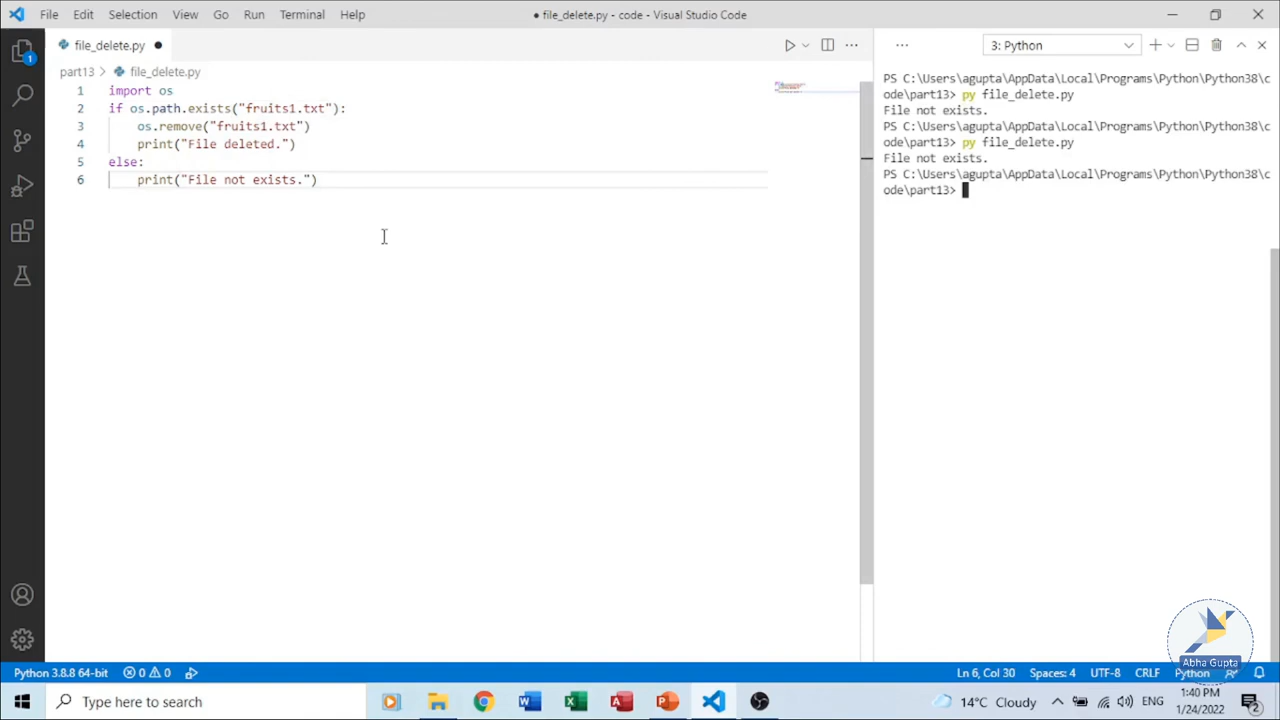 File Edit Selection View Go Run Terminal Help
● file_delete.py - code - Visual Studio Code
file_delete.py ●
3: Python
part13 > file_delete.py
1 import os
2 if os.path.exists("fruits1.txt"):
3 os.remove("fruits1.txt")
4 print("File deleted.")
5 else:
6 print("File not exists.")
PS C:\Users\agupta\AppData\Local\Programs\Python\Python38\c
ode\part13> py file_delete.py
File not exists.
PS C:\Users\agupta\AppData\Local\Programs\Python\Python38\c
ode\part13> py file_delete.py
File not exists.
PS C:\Users\agupta\AppData\Local\Programs\Python\Python38\c
ode\part13>
1
Abha Gupta
Python 3.8.8 64-bit 0 0 Ln 6, Col 30 Spaces: 4 UTF-8 CRLF Python
Type here to search
14°C Cloudy ENG
1:40 PM
1/24/2022
2